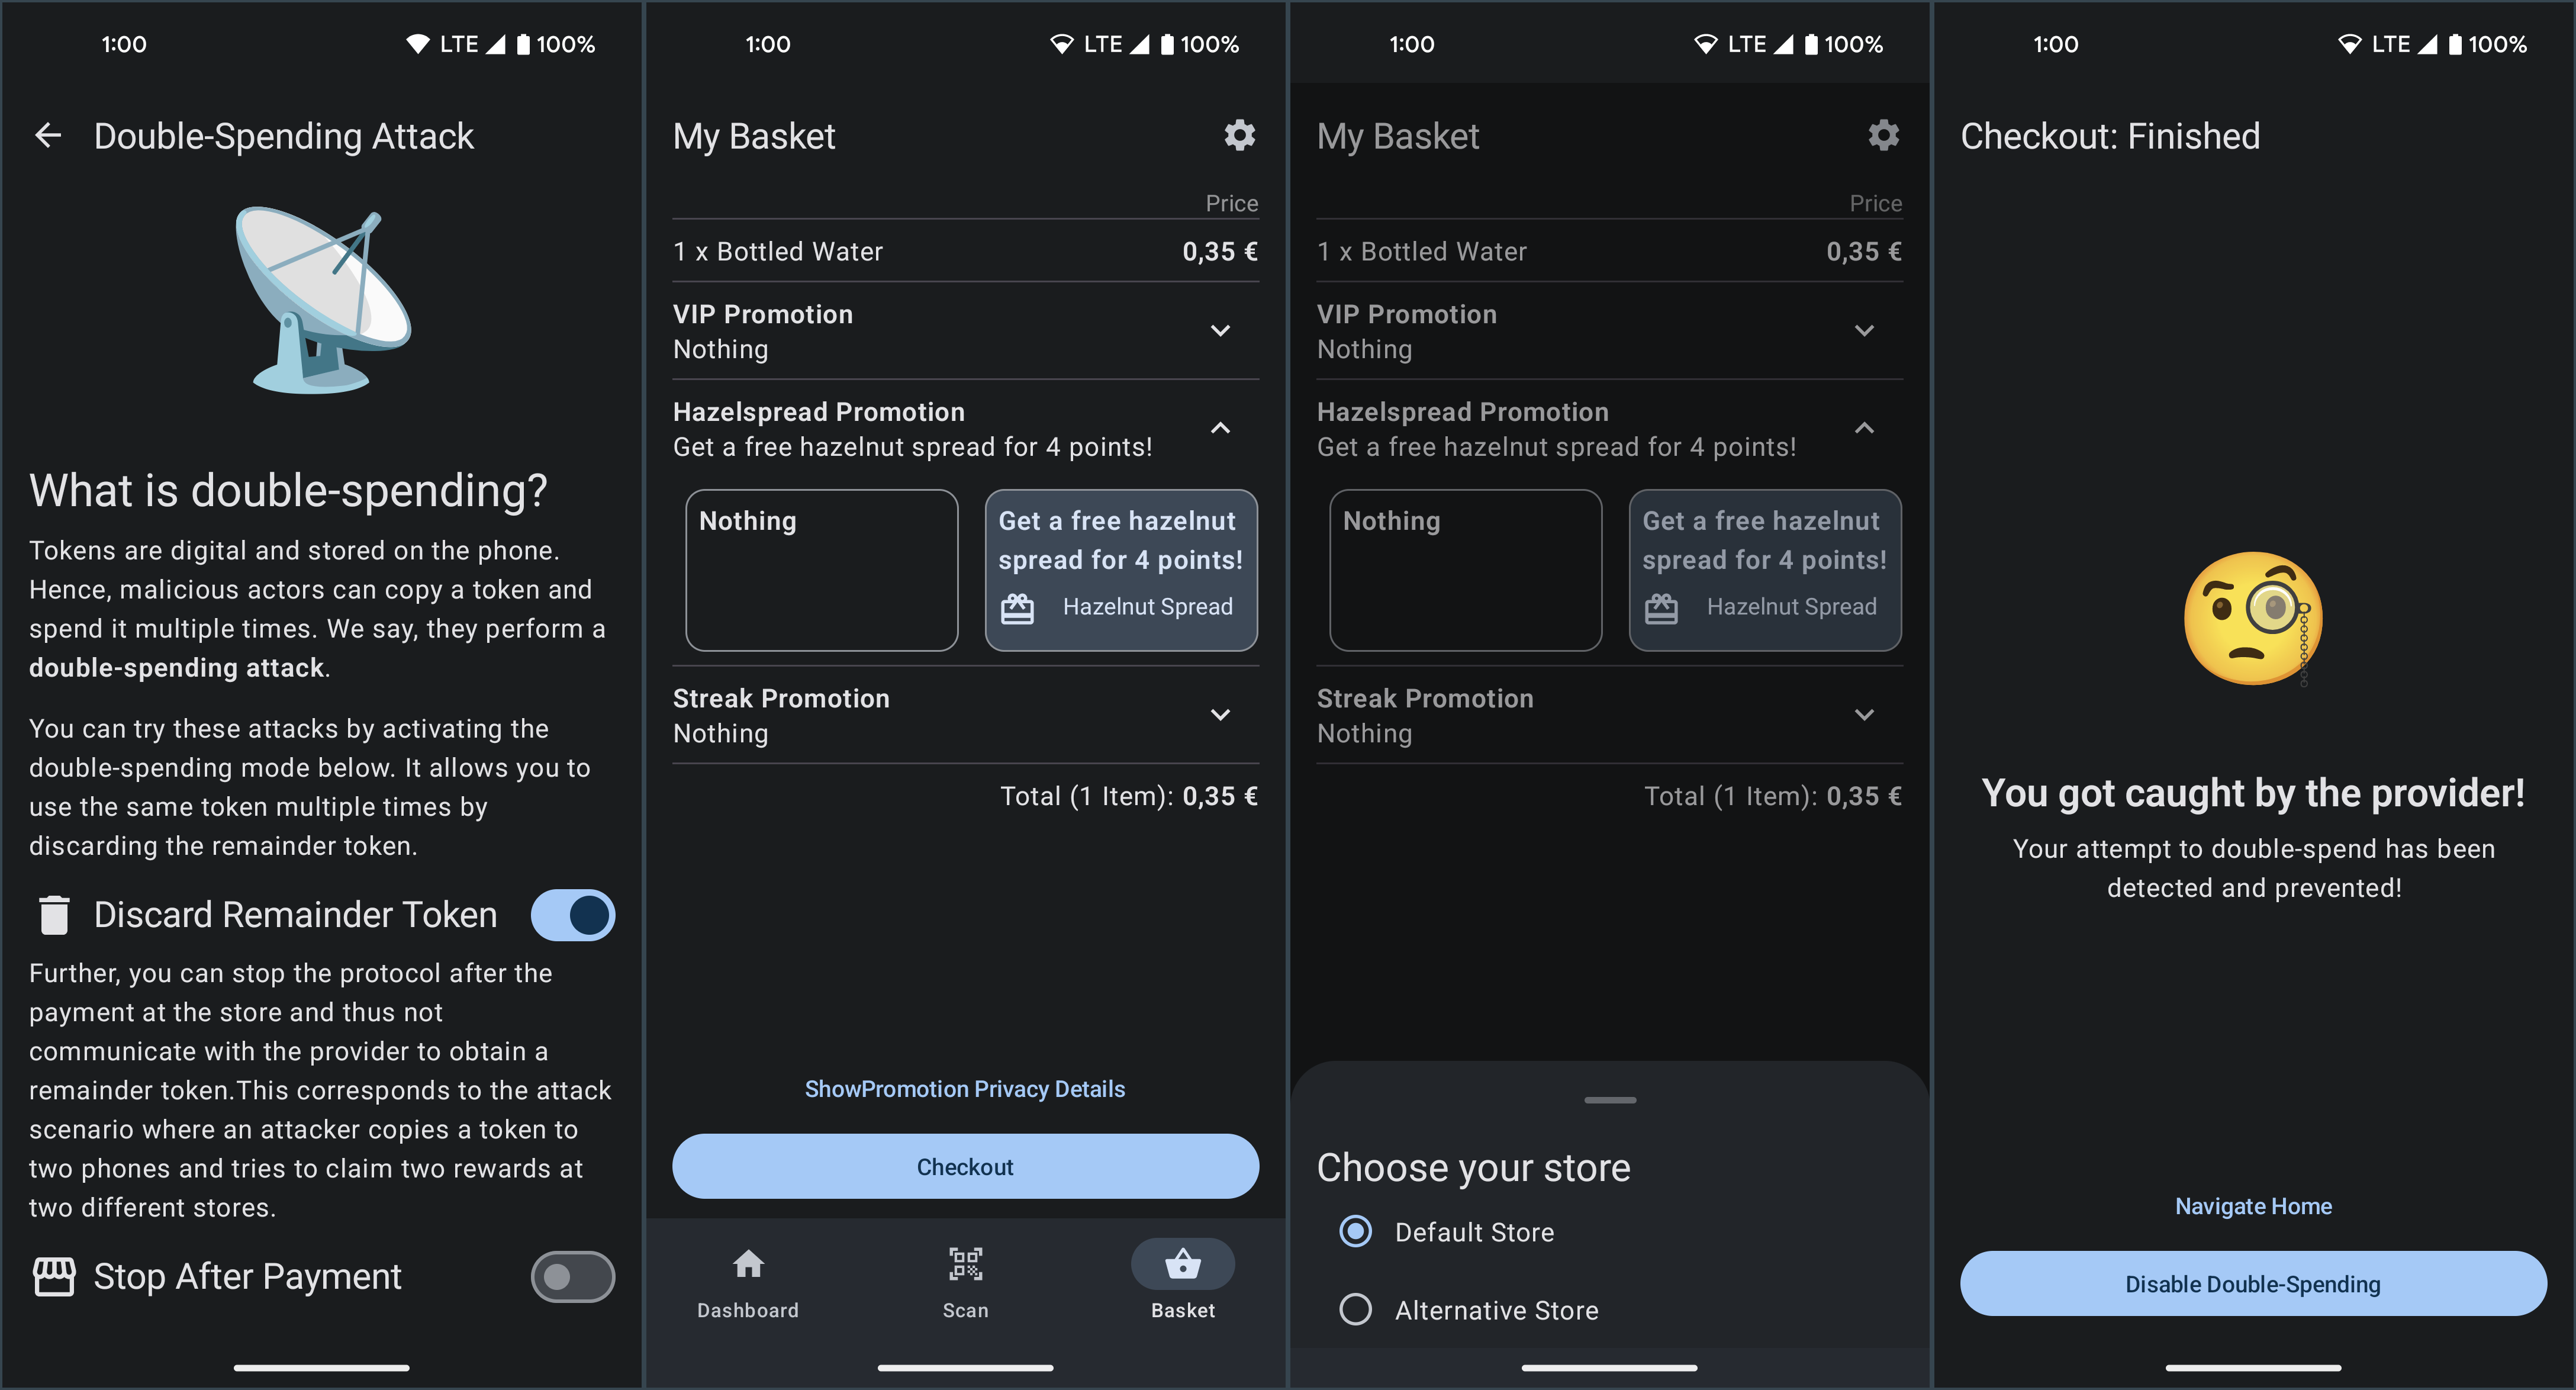 1:00 LTE 100%
Double-Spending Attack
What is double-spending?
Tokens are digital and stored on the phone.
Hence, malicious actors can copy a token and
spend it multiple times. We say, they perform a
double-spending attack.
You can try these attacks by activating the
double-spending mode below. It allows you to
use the same token multiple times by
discarding the remainder token.
Discard Remainder Token
Further, you can stop the protocol after the
payment at the store and thus not
communicate with the provider to obtain a
remainder token.This corresponds to the attack
scenario where an attacker copies a token to
two phones and tries to claim two rewards at
two different stores.
Stop After Payment
1:00 LTE 100%
My Basket
Price
1 x Bottled Water 0,35 €
VIP Promotion
Nothing
Hazelspread Promotion
Get a free hazelnut spread for 4 points!
Nothing
Get a free hazelnut
spread for 4 points!
Hazelnut Spread
Streak Promotion
Nothing
Total (1 Item): 0,35 €
ShowPromotion Privacy Details
Checkout
Dashboard Scan Basket
1:00 LTE 100%
My Basket
Price
1 x Bottled Water 0,35 €
VIP Promotion
Nothing
Hazelspread Promotion
Get a free hazelnut spread for 4 points!
Nothing
Get a free hazelnut
spread for 4 points!
Hazelnut Spread
Streak Promotion
Nothing
Total (1 Item): 0,35 €
Choose your store
Default Store
Alternative Store
1:00 LTE 100%
Checkout: Finished
You got caught by the provider!
Your attempt to double-spend has been
detected and prevented!
Navigate Home
Disable Double-Spending